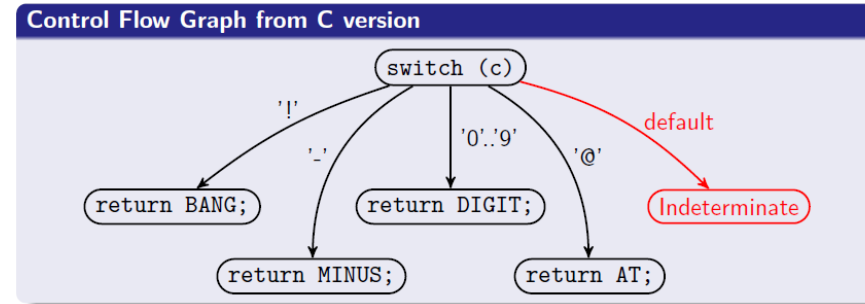 Control Flow Graph from C version
switch (c)
'!'
'-'
'0'..'9'
'@'
default
return BANG;
return DIGIT;
Indeterminate
return MINUS;
return AT;